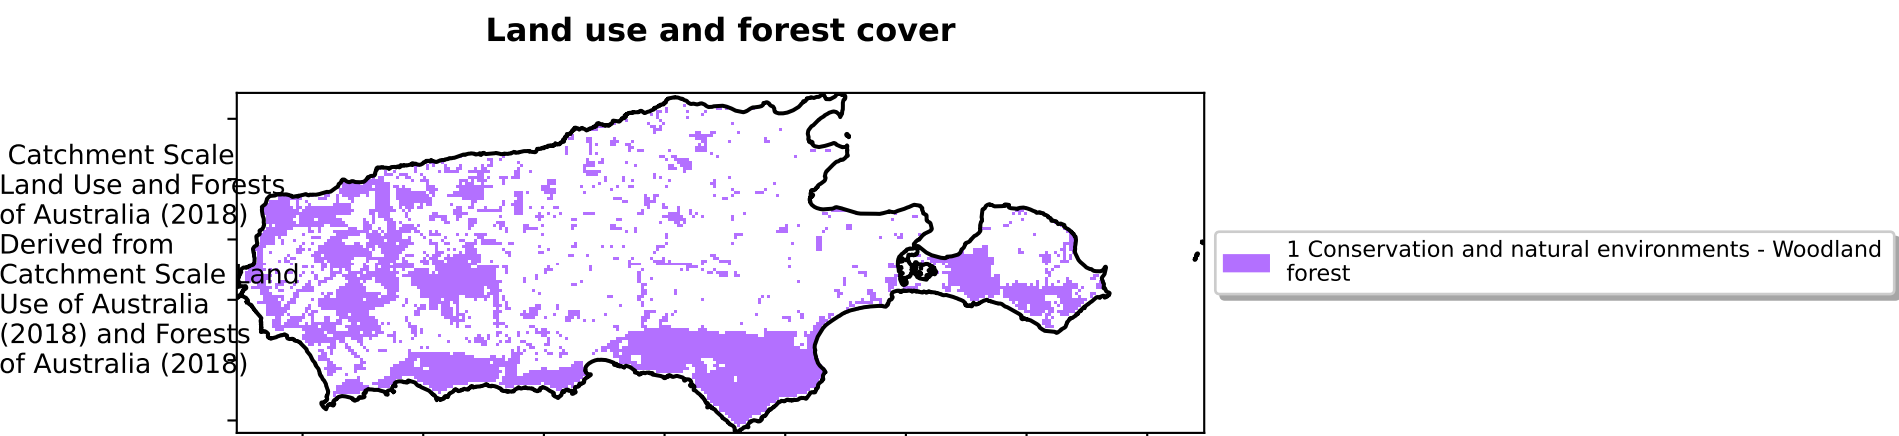 Land use and forest cover
Catchment Scale
Land Use and Forests
of Australia (2018)
Derived from
Catchment Scale Land
Use of Australia
(2018) and Forests
of Australia (2018)
1 Conservation and natural environments - Woodland
forest